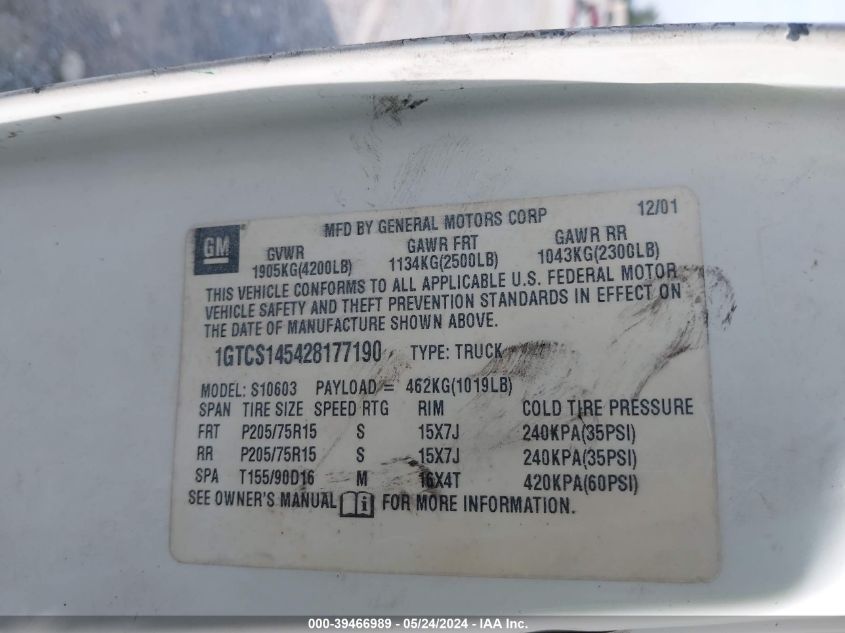 GM
MFD BY GENERAL MOTORS CORP 12/01
GVWR GAWR FRT GAWR RR
1905KG(4200LB) 1134KG(2500LB) 1043KG(2300LB)
THIS VEHICLE CONFORMS TO ALL APPLICABLE U.S. FEDERAL MOTOR
VEHICLE SAFETY AND THEFT PREVENTION STANDARDS IN EFFECT ON
THE DATE OF MANUFACTURE SHOWN ABOVE.
1GTCS145428177190 TYPE: TRUCK
MODEL: S10603 PAYLOAD = 462KG(1019LB)
SPAN TIRE SIZE SPEED RTG RIM COLD TIRE PRESSURE
FRT P205/75R15 S 15X7J 240KPA(35PSI)
RR P205/75R15 S 15X7J 240KPA(35PSI)
SPA T155/90D16 M 16X4T 420KPA(60PSI)
SEE OWNER'S MANUAL i FOR MORE INFORMATION.
000-39466989 - 05/24/2024 - IAA Inc.